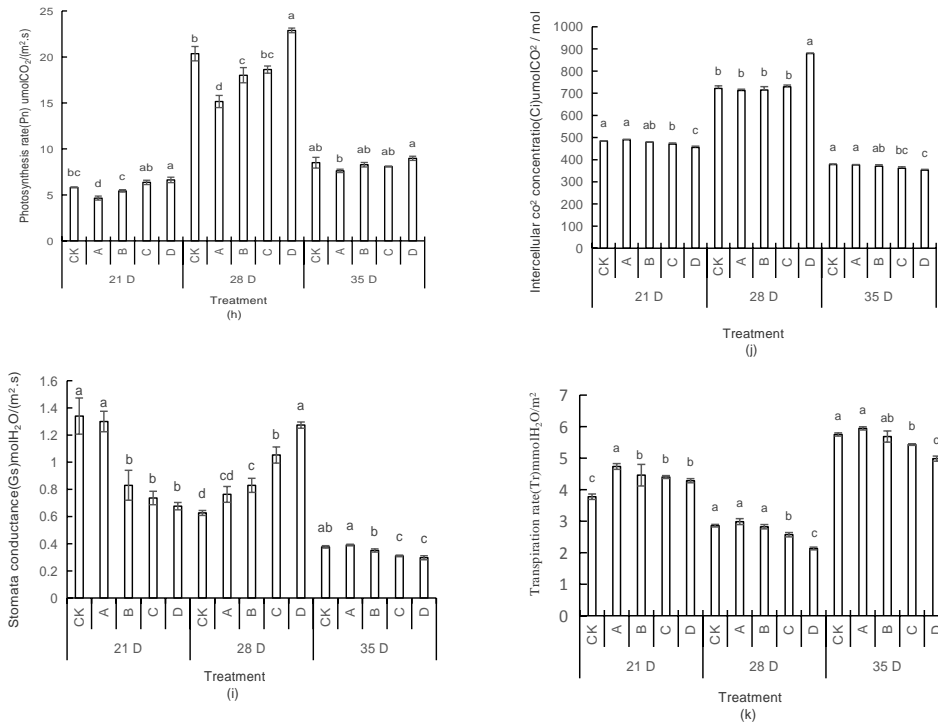 Photosynthesis rate(Pn) umolCO₂/(m².s)
25
20
15
10
5
0
bc d c ab a
b d c bc a
ab b ab ab a
CK A B C D CK A B C D CK A B C D
21 D 28 D 35 D
Treatment
(h)
Intercellular co² concentratio(Ci)umolCO² / mol
1000
900
800
700
600
500
400
300
200
100
0
a a ab b c
b b b b a
a a ab bc c
CK A B C D CK A B C D CK A B C D
21 D 28 D 35 D
Treatment
(j)
Stomata conductance(Gs)molH₂O/(m².s)
1.6
1.4
1.2
1
0.8
0.6
0.4
0.2
0
a a b b b
d cd c b a
ab a b c c
CK A B C D CK A B C D CK A B C D
21 D 28 D 35 D
Treatment
(i)
Transpiration rate(Tr)mmolH₂O/m²
7
6
5
4
3
2
1
0
c a b b b
a a a b c
a a ab b
CK A B C D CK A B C D CK A B C D
21 D 28 D 35 D
Treatment
(k)